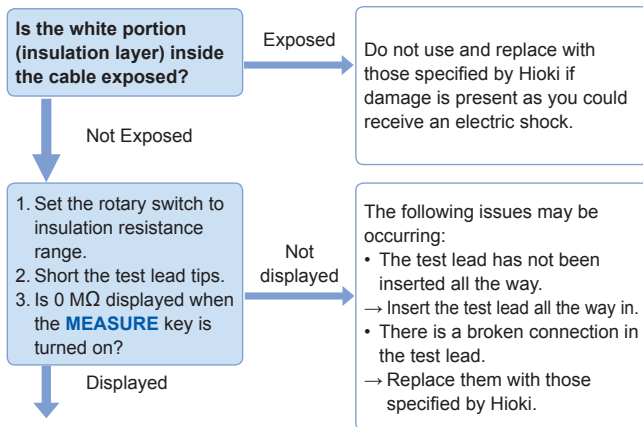 Is the white portion
(insulation layer) inside
the cable exposed?
Exposed
Do not use and replace with
those specified by Hioki if
damage is present as you could
receive an electric shock.
Not Exposed
1. Set the rotary switch to
insulation resistance
range.
2. Short the test lead tips.
3. Is 0 MΩ displayed when
the MEASURE key is
turned on?
Not
displayed
The following issues may be
occurring:
• The test lead has not been
inserted all the way.
→ Insert the test lead all the way in.
• There is a broken connection in
the test lead.
→ Replace them with those
specified by Hioki.
Displayed